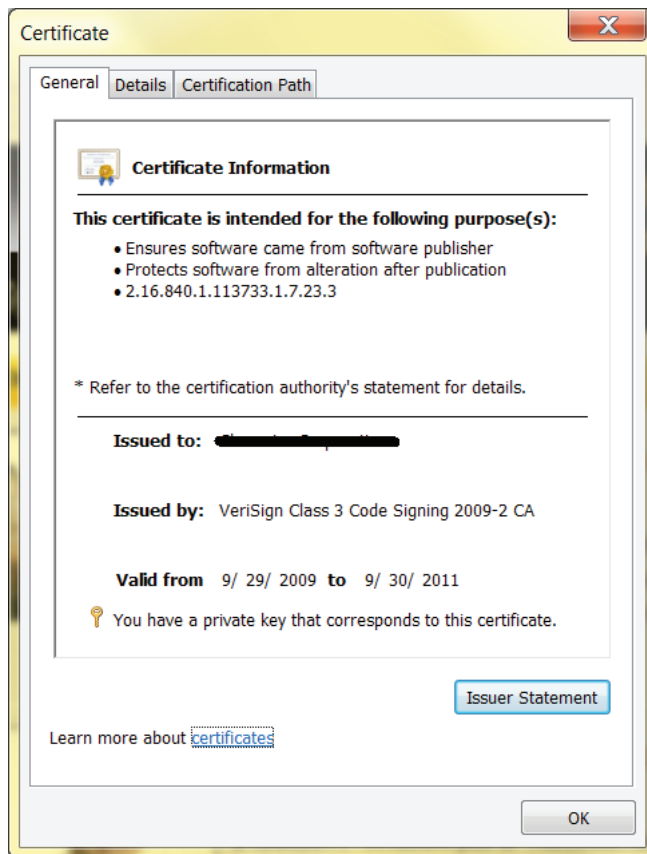 Certificate
General Details Certification Path
Certificate Information
This certificate is intended for the following purpose(s):
• Ensures software came from software publisher
• Protects software from alteration after publication
• 2.16.840.1.113733.1.7.23.3
* Refer to the certification authority's statement for details.
Issued to:
Issued by: VeriSign Class 3 Code Signing 2009-2 CA
Valid from 9/ 29/ 2009 to 9/ 30/ 2011
You have a private key that corresponds to this certificate.
Issuer Statement
Learn more about certificates
OK